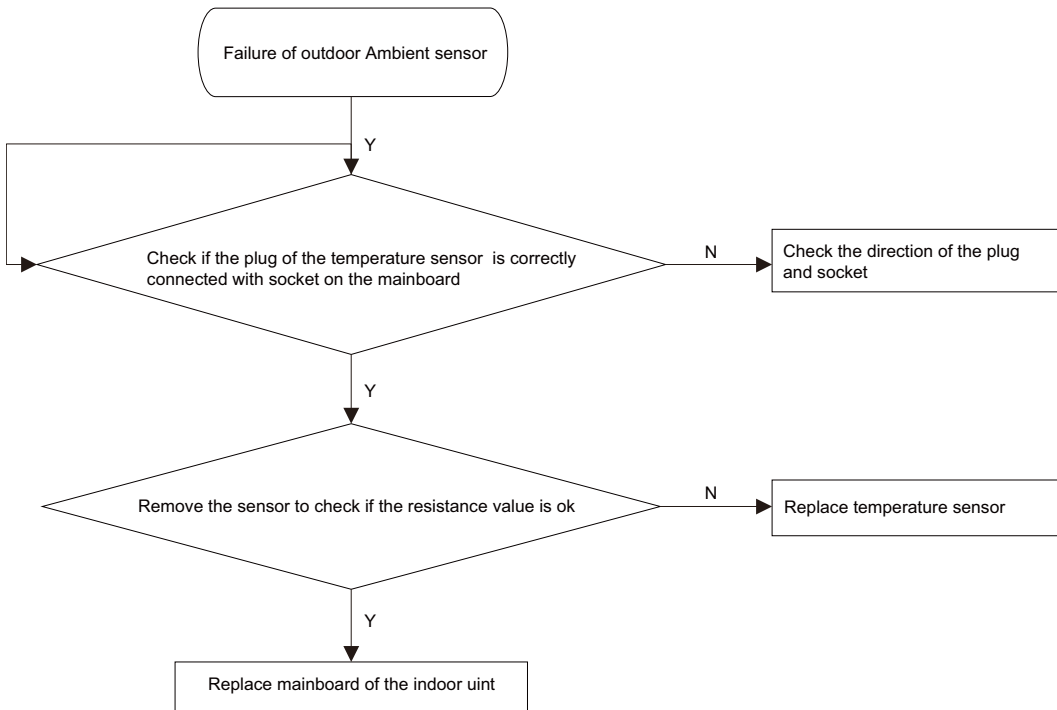 Failure of outdoor Ambient sensor
Y
Check if the plug of the temperature sensor is correctly
connected with socket on the mainboard
N
Check the direction of the plug
and socket
Y
Remove the sensor to check if the resistance value is ok
N
Replace temperature sensor
Y
Replace mainboard of the indoor uint